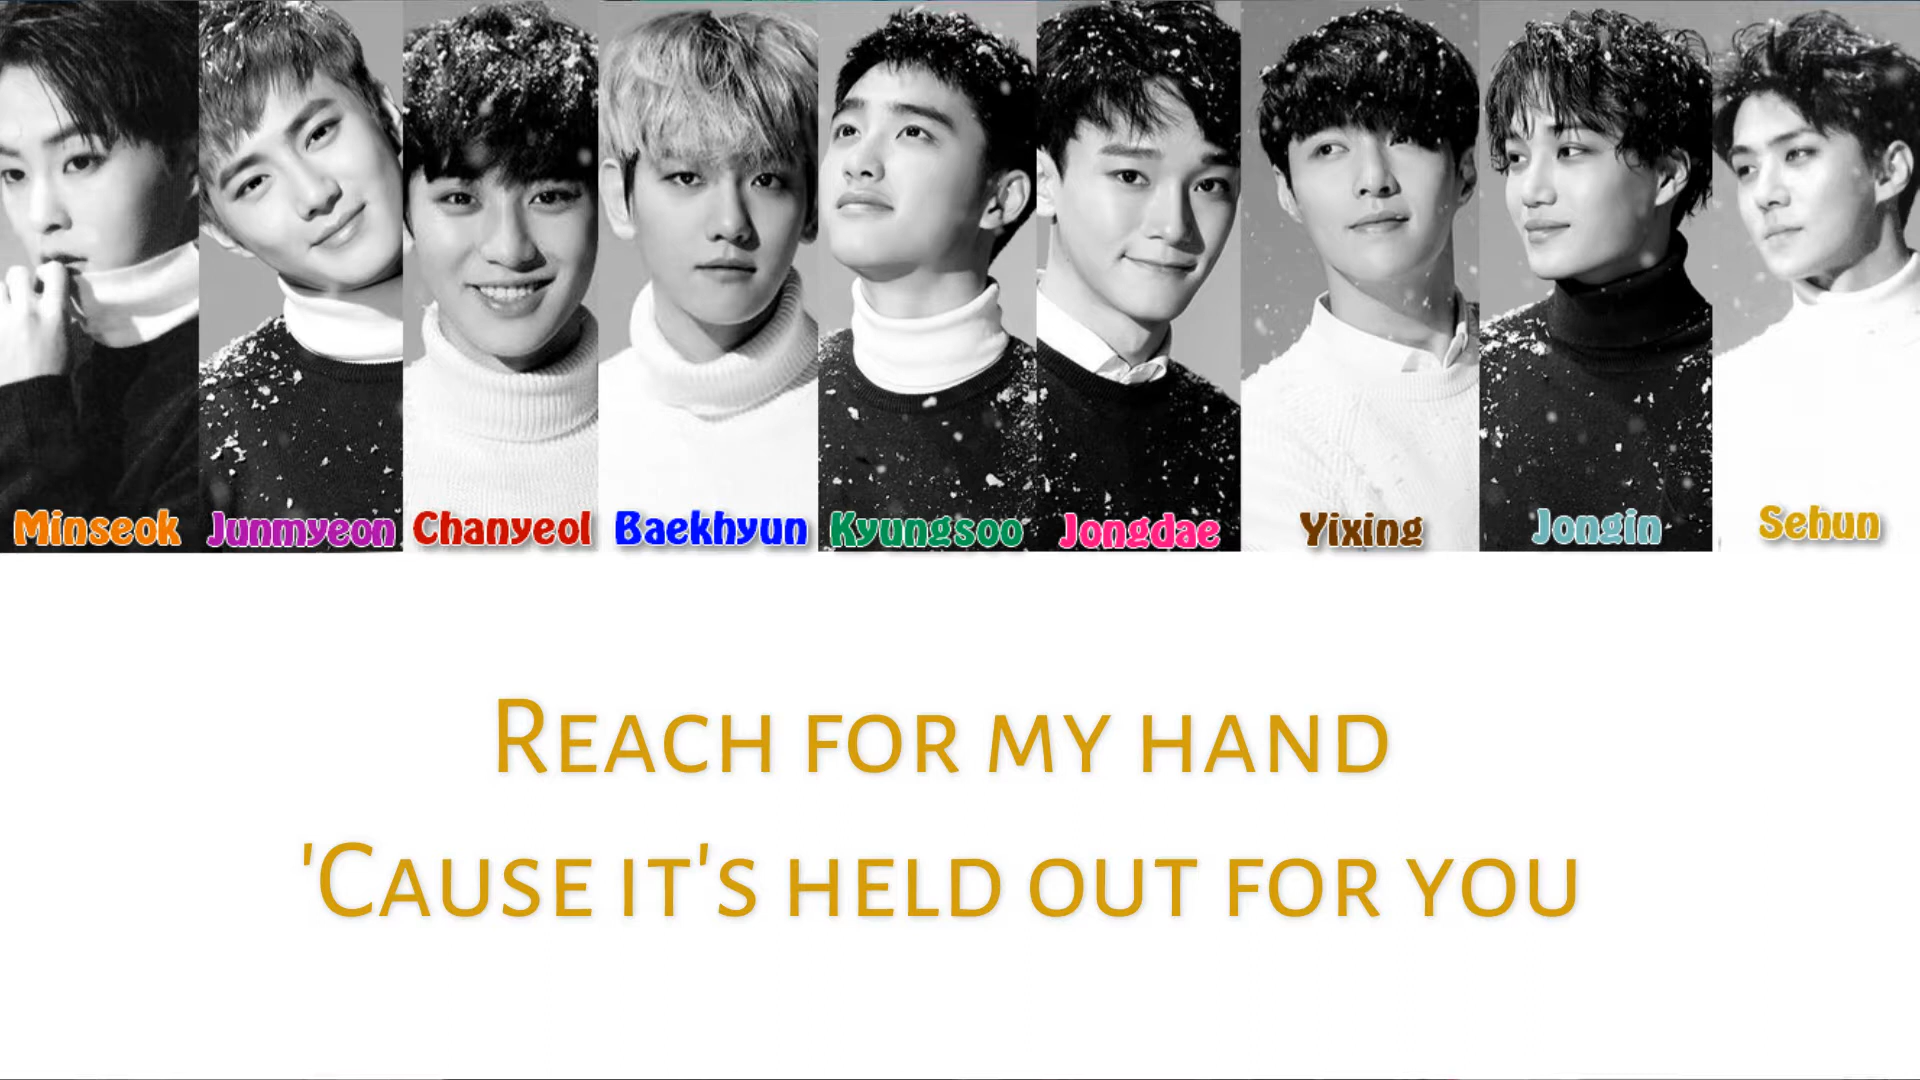 Minseok Junmyeon Chanyeol Baekhyun Kyungsoo Jongdae Yixing Jongin Sehun
Reach for my hand
'Cause it's held out for you